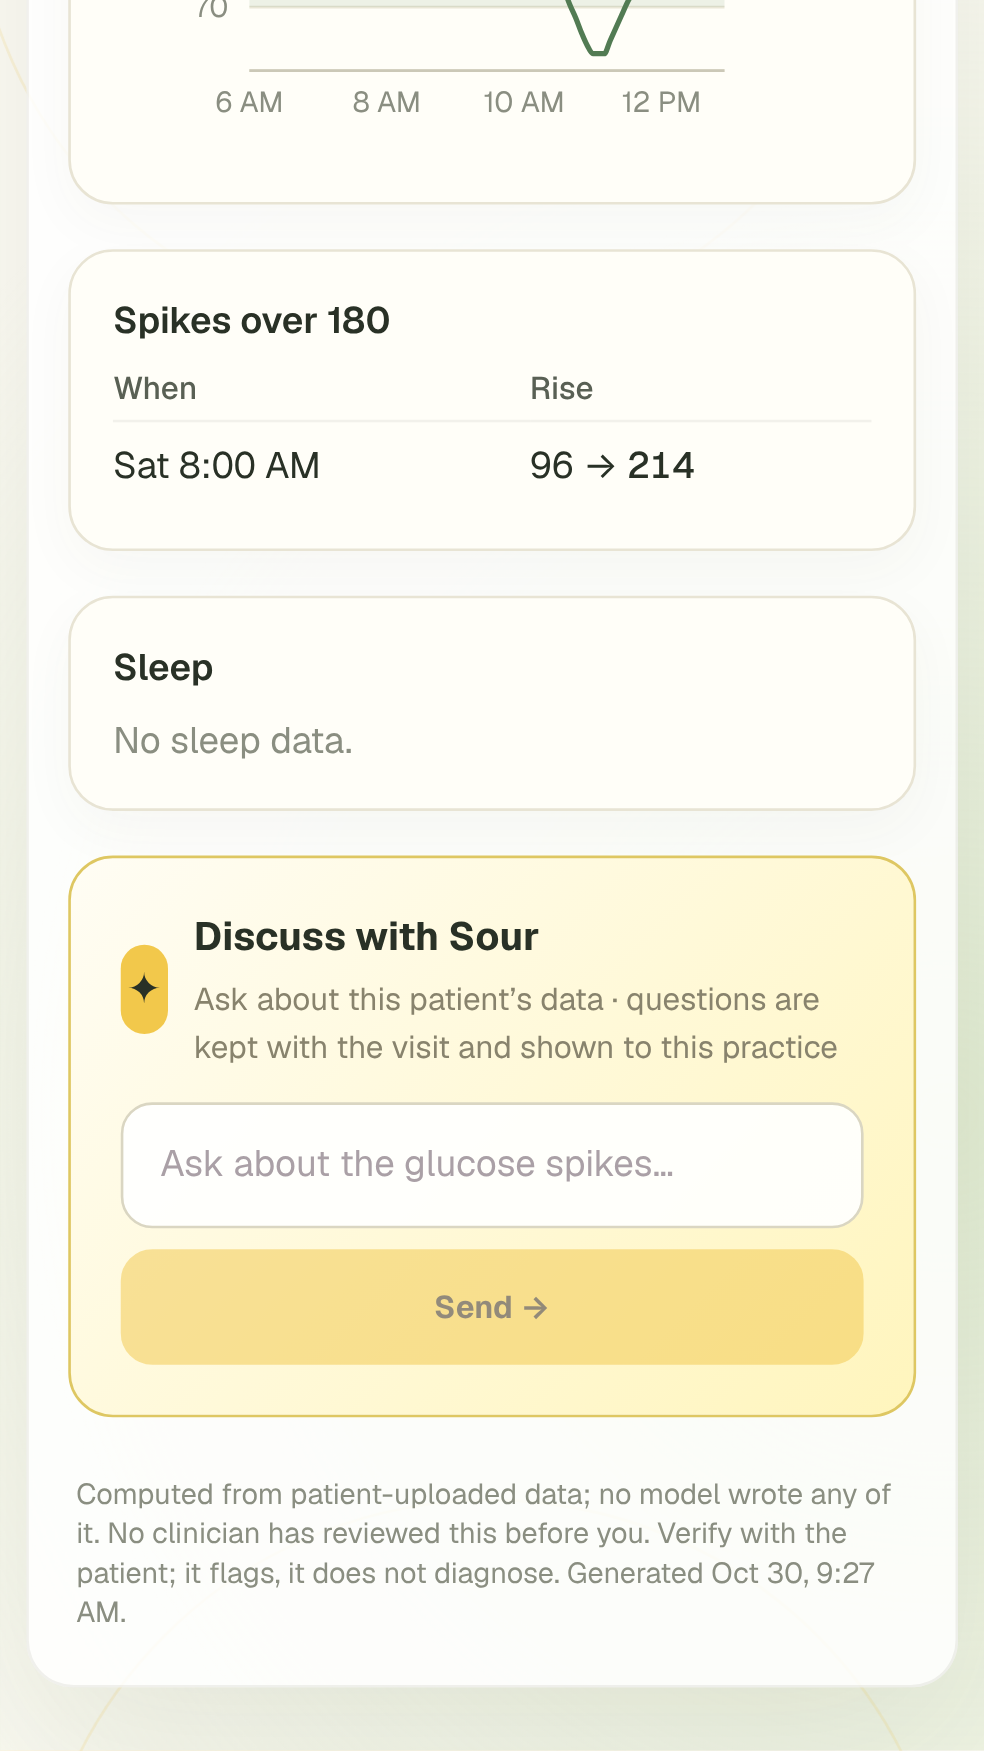 70
6 AM 8 AM 10 AM 12 PM
Spikes over 180
When Rise
Sat 8:00 AM 96 → 214
Sleep
No sleep data.
Discuss with Sour
Ask about this patient’s data · questions are
kept with the visit and shown to this practice
Ask about the glucose spikes...
Send →
Computed from patient-uploaded data; no model wrote any of
it. No clinician has reviewed this before you. Verify with the
patient; it flags, it does not diagnose. Generated Oct 30, 9:27
AM.